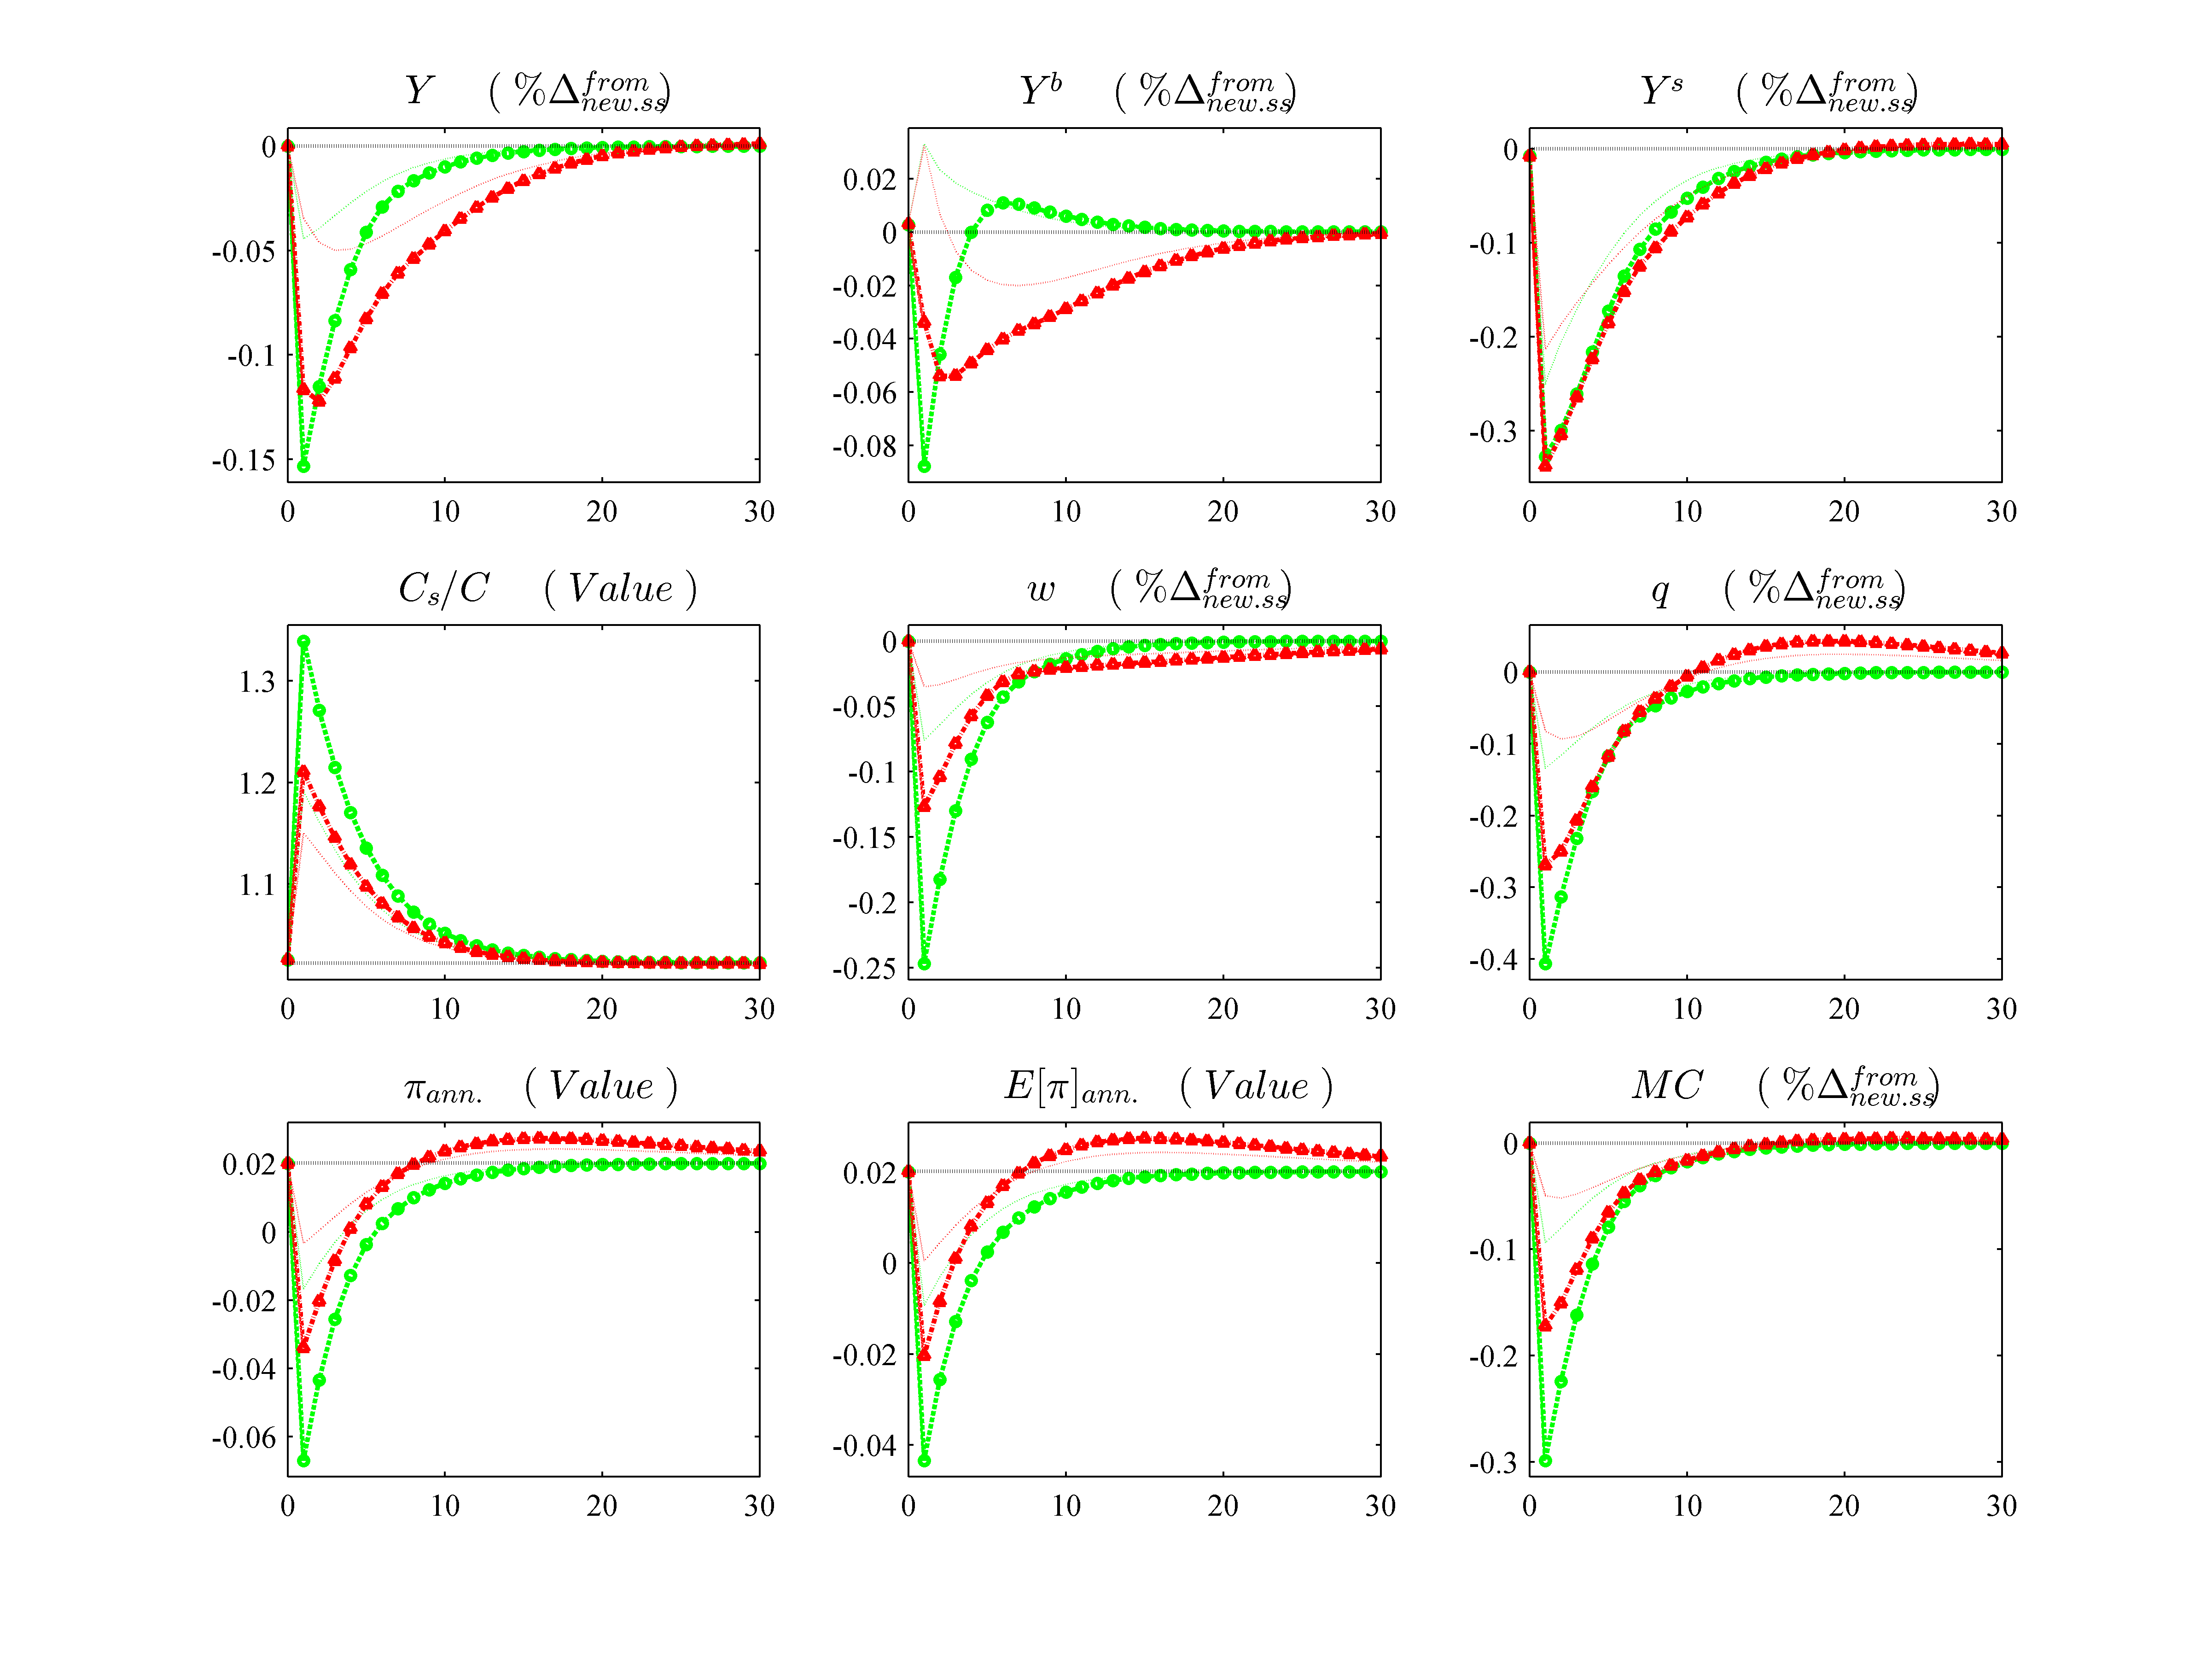 Y ( %Δ^{from}_{new.ss} )
0
-0.05
-0.1
-0.15
0 10 20 30
Y^b ( %Δ^{from}_{new.ss} )
0.02
0
-0.02
-0.04
-0.06
-0.08
0 10 20 30
Y^s ( %Δ^{from}_{new.ss} )
0
-0.1
-0.2
-0.3
0 10 20 30
C_s/C ( Value )
1.3
1.2
1.1
0 10 20 30
w ( %Δ^{from}_{new.ss} )
0
-0.05
-0.1
-0.15
-0.2
-0.25
0 10 20 30
q ( %Δ^{from}_{new.ss} )
0
-0.1
-0.2
-0.3
-0.4
0 10 20 30
π_{ann.} ( Value )
0.02
0
-0.02
-0.04
-0.06
0 10 20 30
E[π]_{ann.} ( Value )
0.02
0
-0.02
-0.04
0 10 20 30
MC ( %Δ^{from}_{new.ss} )
0
-0.1
-0.2
-0.3
0 10 20 30